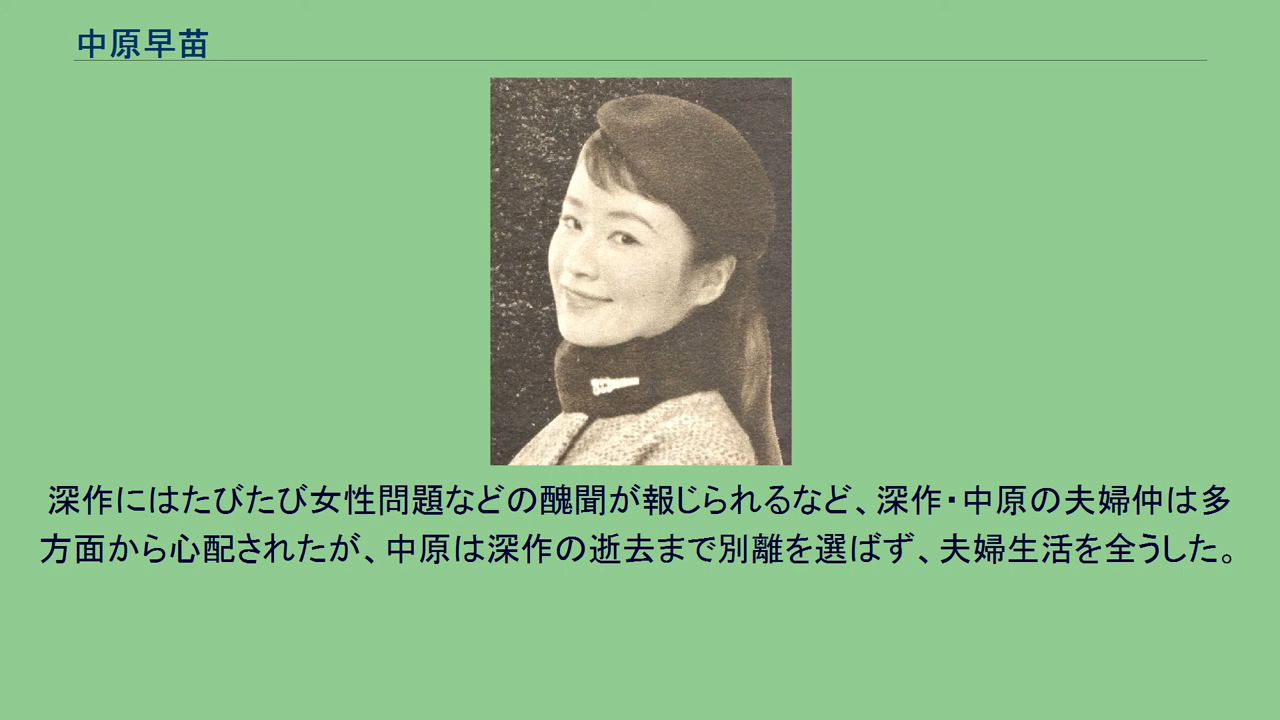 中原早苗
深作にはたびたび女性問題などの醜聞が報じられるなど、深作・中原の夫婦仲は多
方面から心配されたが、中原は深作の逝去まで別離を選ばず、夫婦生活を全うした。